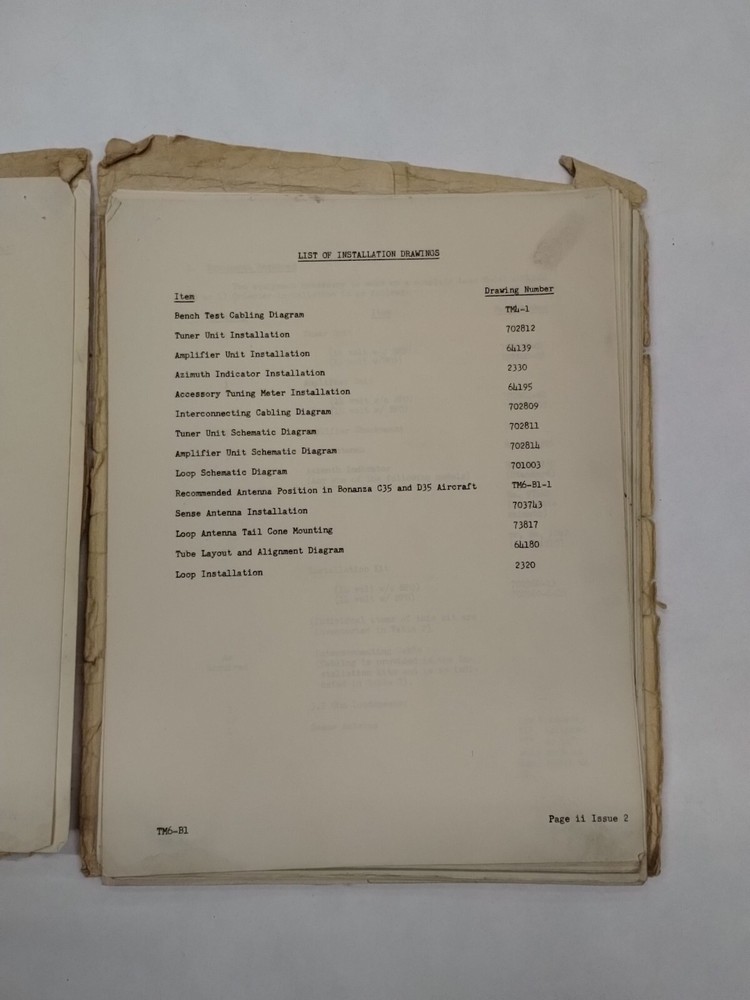 LIST OF INSTALLATION DRAWINGS
Item Drawing Number
Bench Test Cabling Diagram TM4-1
Tuner Unit Installation 702812
Amplifier Unit Installation 64139
Azimuth Indicator Installation 2330
Accessory Tuning Meter Installation 64195
Interconnecting Cabling Diagram 702809
Tuner Unit Schematic Diagram 702811
Amplifier Unit Schematic Diagram 702814
Loop Schematic Diagram 701003
Recommended Antenna Position in Bonanza C35 and D35 Aircraft TM6-B1-1
Sense Antenna Installation 703743
Loop Antenna Tail Cone Mounting 73817
Tube Layout and Alignment Diagram 64180
Loop Installation 2320
TM6-B1 Page ii Issue 2